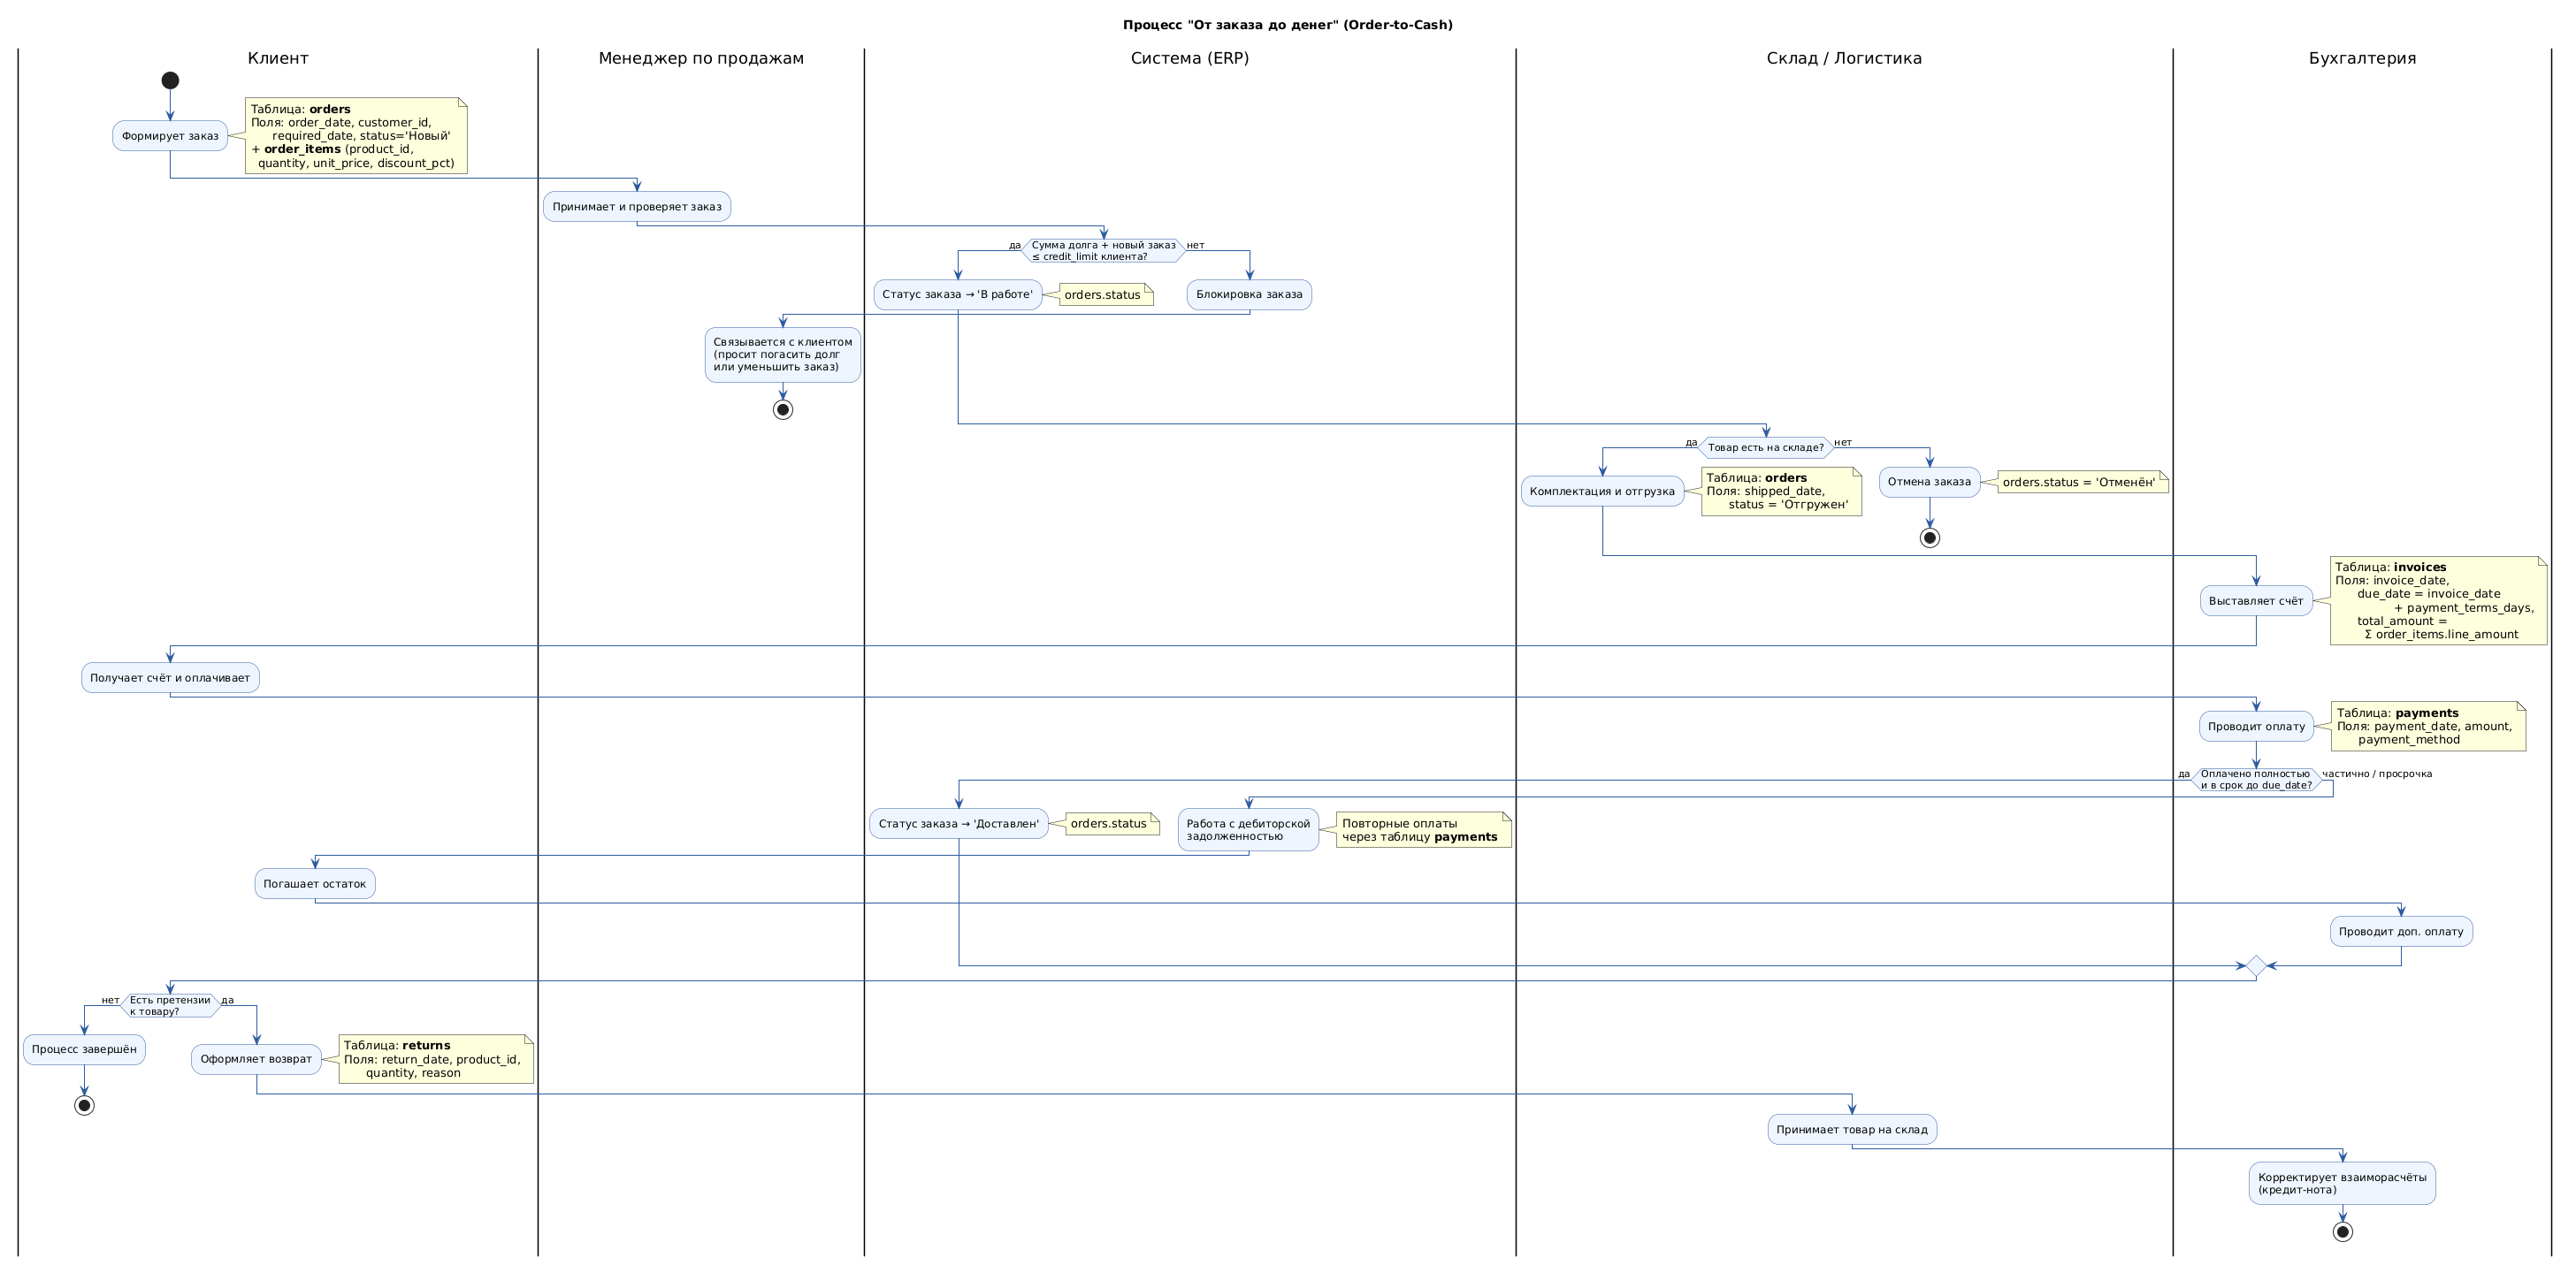 Процесс "От заказа до денег" (Order-to-Cash)
Клиент
Менеджер по продажам
Система (ERP)
Склад / Логистика
Бухгалтерия
Формирует заказ
Таблица: orders
Поля: order_date, customer_id,
required_date, status='Новый'
+ order_items (product_id,
quantity, unit_price, discount_pct)
Принимает и проверяет заказ
да
Сумма долга + новый заказ
≤ credit_limit клиента?
нет
Статус заказа → 'В работе'
orders.status
Блокировка заказа
Связывается с клиентом
(просит погасить долг
или уменьшить заказ)
да
Товар есть на складе?
нет
Комплектация и отгрузка
Таблица: orders
Поля: shipped_date,
status = 'Отгружен'
Отмена заказа
orders.status = 'Отменён'
Выставляет счёт
Таблица: invoices
Поля: invoice_date,
due_date = invoice_date
+ payment_terms_days,
total_amount =
Σ order_items.line_amount
Получает счёт и оплачивает
Проводит оплату
Таблица: payments
Поля: payment_date, amount,
payment_method
да
Оплачено полностью
и в срок до due_date?
частично / просрочка
Статус заказа → 'Доставлен'
orders.status
Работа с дебиторской
задолженностью
Повторные оплаты
через таблицу payments
Погашает остаток
Проводит доп. оплату
нет
Есть претензии
к товару?
да
Процесс завершён
Оформляет возврат
Таблица: returns
Поля: return_date, product_id,
quantity, reason
Принимает товар на склад
Корректирует взаиморасчёты
(кредит-нота)